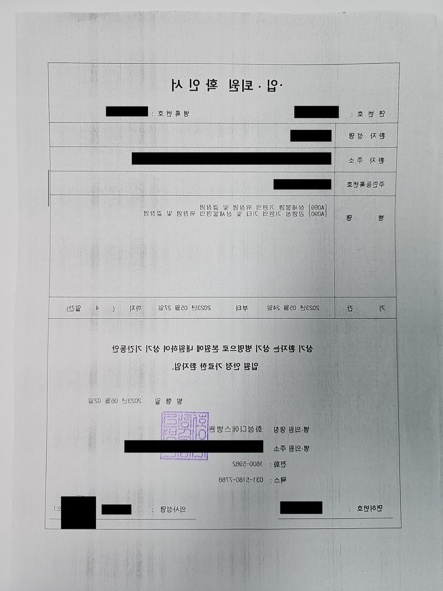 입 · 퇴원 확 인 서
연 번 호 :
병 록 번 호 :
환 자 성 명
환 자 주 소
주민등록번호
병 명
[A099] 상세불명 기원의 위장염 및 결장염
[A090] 감염성 기원의 기타 및 상세불명의 위장염 및 결장염
기 간
2023년 05월 24일 부터 2023년 05월 27일 까지 ( 4 일간)
상기 환자는 상기 병명으로 본원에 내원하여 상기 기간동안
입원 안정 가료한 환자임.
발 행 일 2023년 06월 02일
병·의원 명칭 화성디에스병원
병·의원 주소
전화 : 1600-5982
팩스 : 031-5180-7788
면허번호 :
의사성명 :